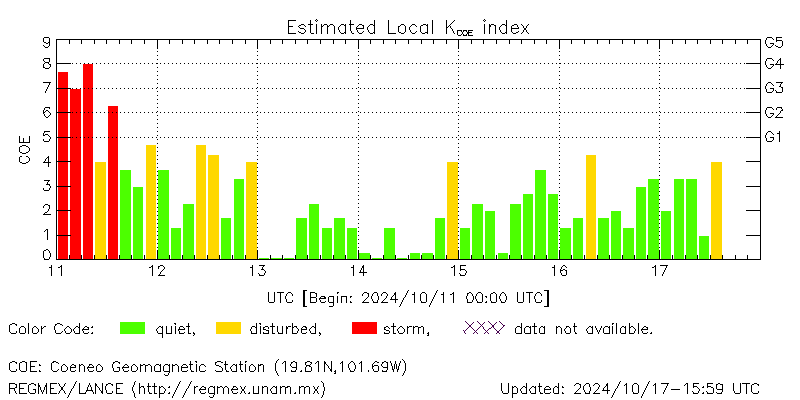 Estimated Local KCOE index
9 G5
8 G4
7 G3
6 G2
5 G1
4
3
2
1
0
COE
11 12 13 14 15 16 17
UTC [Begin: 2024/10/11 00:00 UTC]
Color Code: quiet, disturbed, storm, data not available.
COE: Coeneo Geomagnetic Station (19.81N,101.69W)
REGMEX/LANCE (http://regmex.unam.mx) Updated: 2024/10/17-15:59 UTC